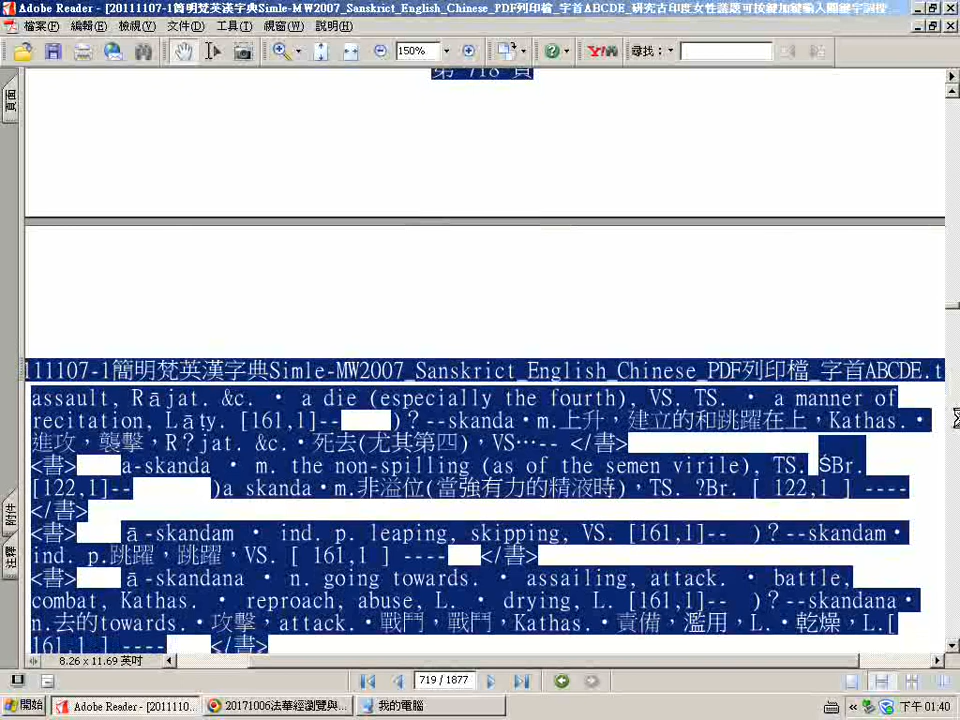 Adobe Reader - [20111107-1簡明梵英漢字典Simle-MW2007_Sanskrict_English_Chinese_PDF列印檔_字首ABCDE_研究古印度女性議題可按鍵加鍵輸入關鍵字詞搜
檔案(F) 編輯(E) 檢視(V) 文件(D) 工具(T) 視窗(W) 說明(H)
150% Y! 尋找:
第 718 頁
頁面
111107-1簡明梵英漢字典Simle-MW2007_Sanskrict_English_Chinese_PDF列印檔_字首ABCDE.t
assault, Rājat. &c. • a die (especially the fourth), VS. TS. • a manner of
recitation, Lāty. [161,1]-- )？--skanda•m.上升，建立的和跳躍在上，Kathas.•
進攻，襲擊，R？jat. &c.•死去(尤其第四)，VS…-- </書>
<書> a-skanda • m. the non-spilling (as of the semen virile), TS. ŚBr.
[122,1]-- )a skanda•m.非溢位(當強有力的精液時)，TS. ?Br. [ 122,1 ] ----
</書>
<書> ā-skandam • ind. p. leaping, skipping, VS. [161,1]-- )？--skandam•
ind. p.跳躍，跳躍，VS. [ 161,1 ] ---- </書>
<書> ā-skandana • n. going towards. • assailing, attack. • battle,
combat, Kathas. • reproach, abuse, L. • drying, L. [161,1]-- )？--skandana•
n.去的towards.•攻擊，attack.•戰鬥，戰鬥，Kathas.•責備，濫用，L.•乾燥，L.[
161,1 ] ---- </書>
附件
注釋
8.26 x 11.69 英吋
719 / 1877
開始 Adobe Reader - [2011110... 20171006法華經瀏覽與... 我的電腦 « 下午 01:40